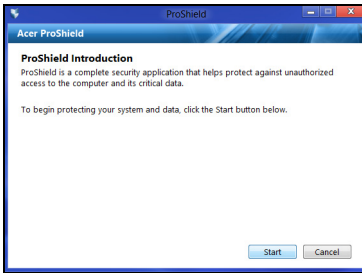 ProShield
Acer ProShield
ProShield Introduction
ProShield is a complete security application that helps protect against unauthorized
access to the computer and its critical data.
To begin protecting your system and data, click the Start button below.
Start Cancel